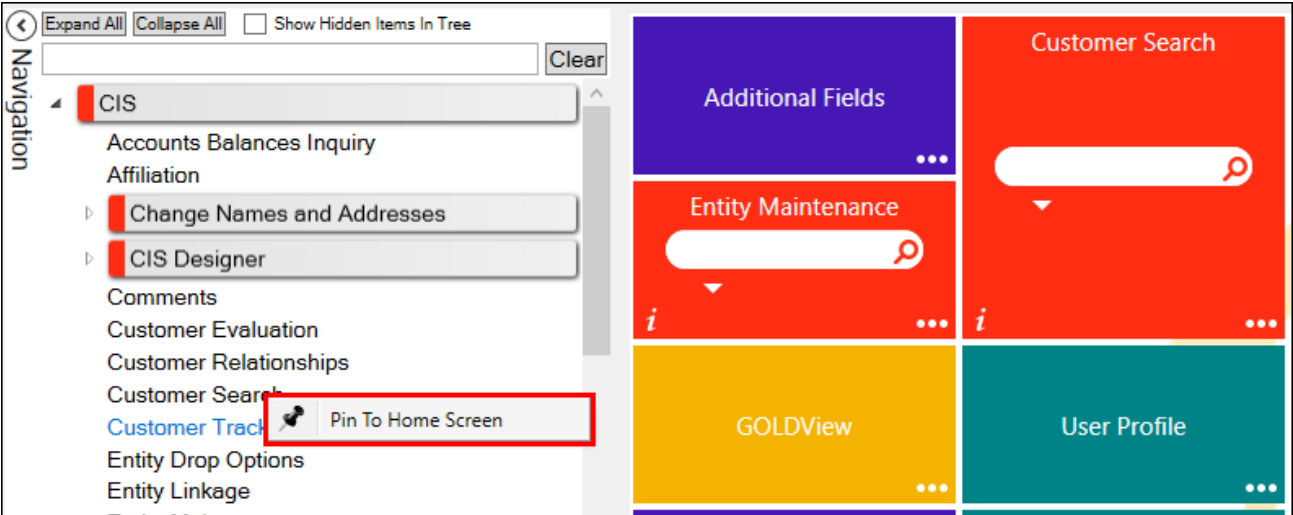 Expand All Collapse All Show Hidden Items In Tree
Clear
Navigation
CIS
Accounts Balances Inquiry
Affiliation
Change Names and Addresses
CIS Designer
Comments
Customer Evaluation
Customer Relationships
Customer Search
Customer Track
Pin To Home Screen
Entity Drop Options
Entity Linkage
Additional Fields
Customer Search
Entity Maintenance
i
i
GOLDView
User Profile